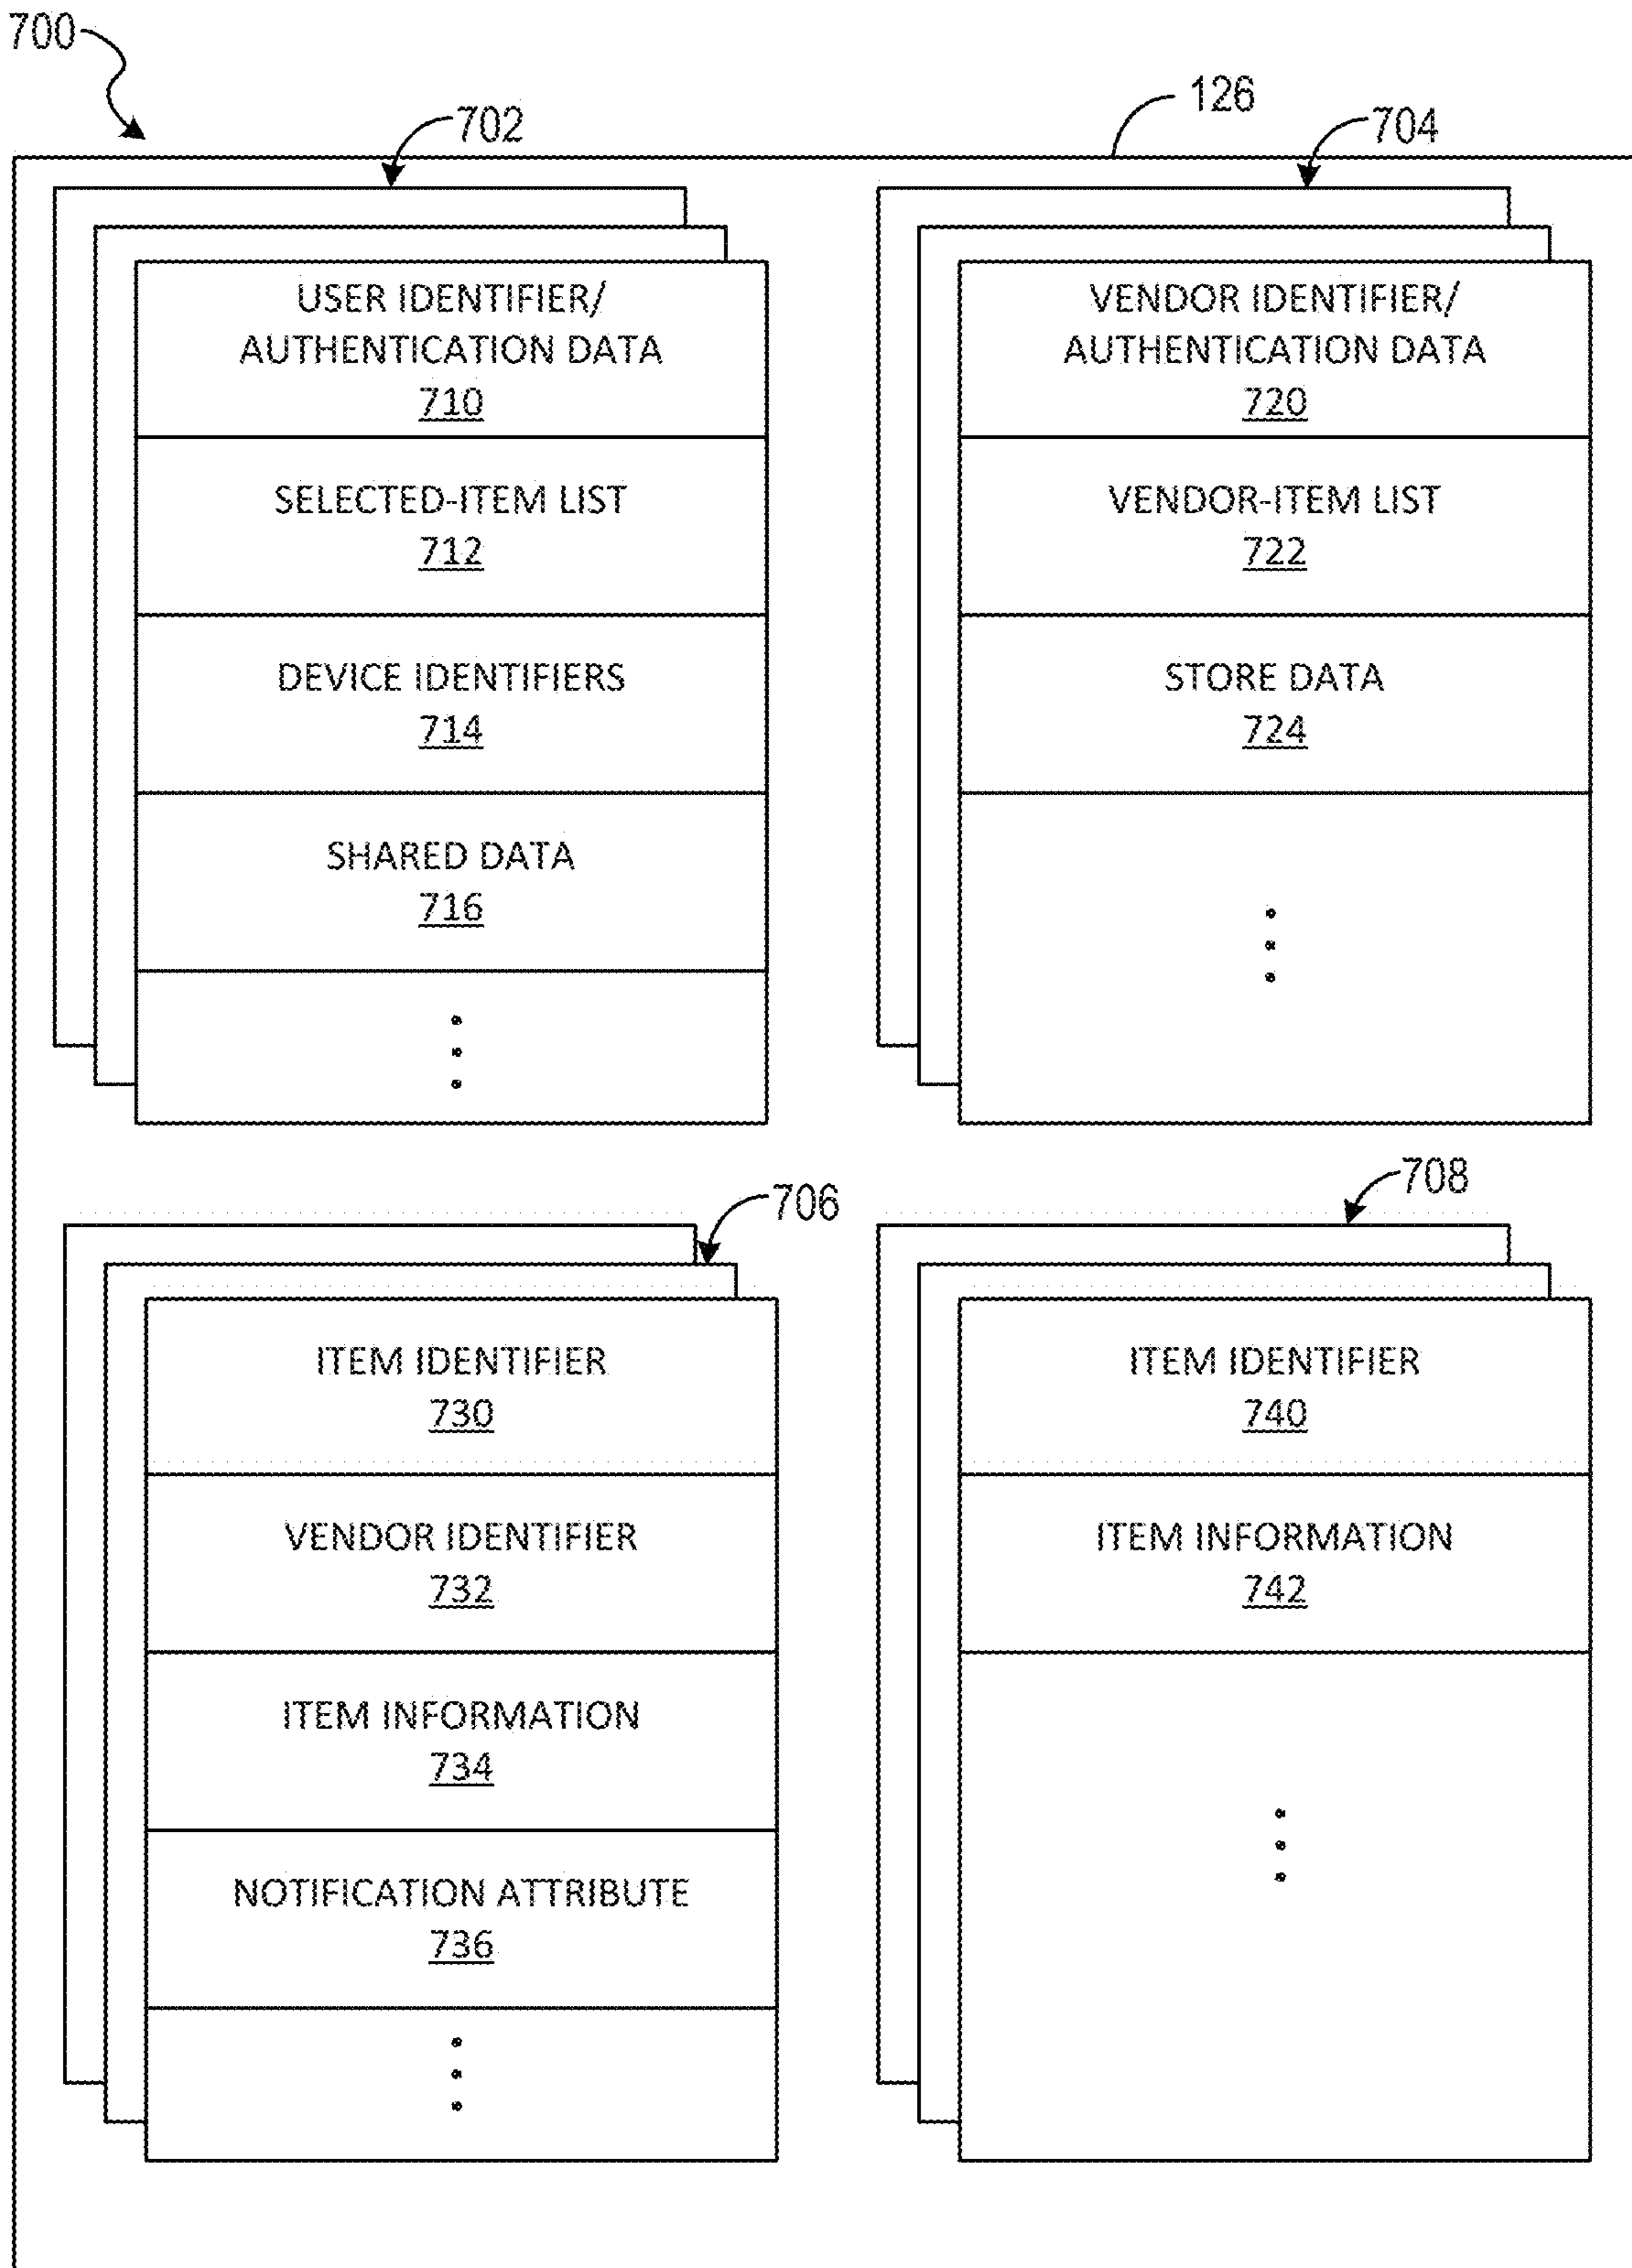 700
126
702
704
USER IDENTIFIER/
AUTHENTICATION DATA
710
SELECTED-ITEM LIST
712
DEVICE IDENTIFIERS
714
SHARED DATA
716
VENDOR IDENTIFIER/
AUTHENTICATION DATA
720
VENDOR-ITEM LIST
722
STORE DATA
724
706
708
ITEM IDENTIFIER
730
VENDOR IDENTIFIER
732
ITEM INFORMATION
734
NOTIFICATION ATTRIBUTE
736
ITEM IDENTIFIER
740
ITEM INFORMATION
742